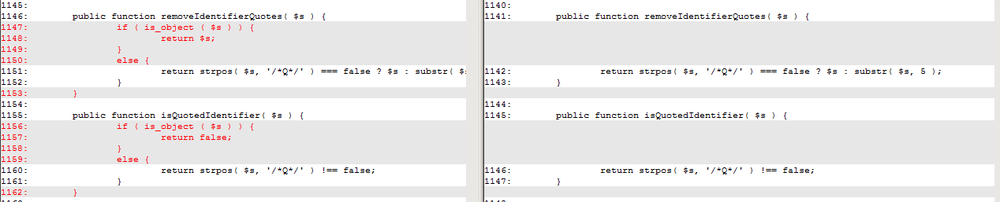 1145:
1146: public function removeIdentifierQuotes( $s ) {
1147: if ( is_object ( $s ) ) {
1148: return $s;
1149: }
1150: else {
1151: return strpos( $s, '/*Q*/' ) === false ? $s : substr( $
1152: }
1153: }
1154:
1155: public function isQuotedIdentifier( $s ) {
1156: if ( is_object ( $s ) ) {
1157: return false;
1158: }
1159: else {
1160: return strpos( $s, '/*Q*/' ) !== false;
1161: }
1162: }
1140:
1141: public function removeIdentifierQuotes( $s ) {
1142: return strpos( $s, '/*Q*/' ) === false ? $s : substr( $s, 5 );
1143: }
1144:
1145: public function isQuotedIdentifier( $s ) {
1146: return strpos( $s, '/*Q*/' ) !== false;
1147: }